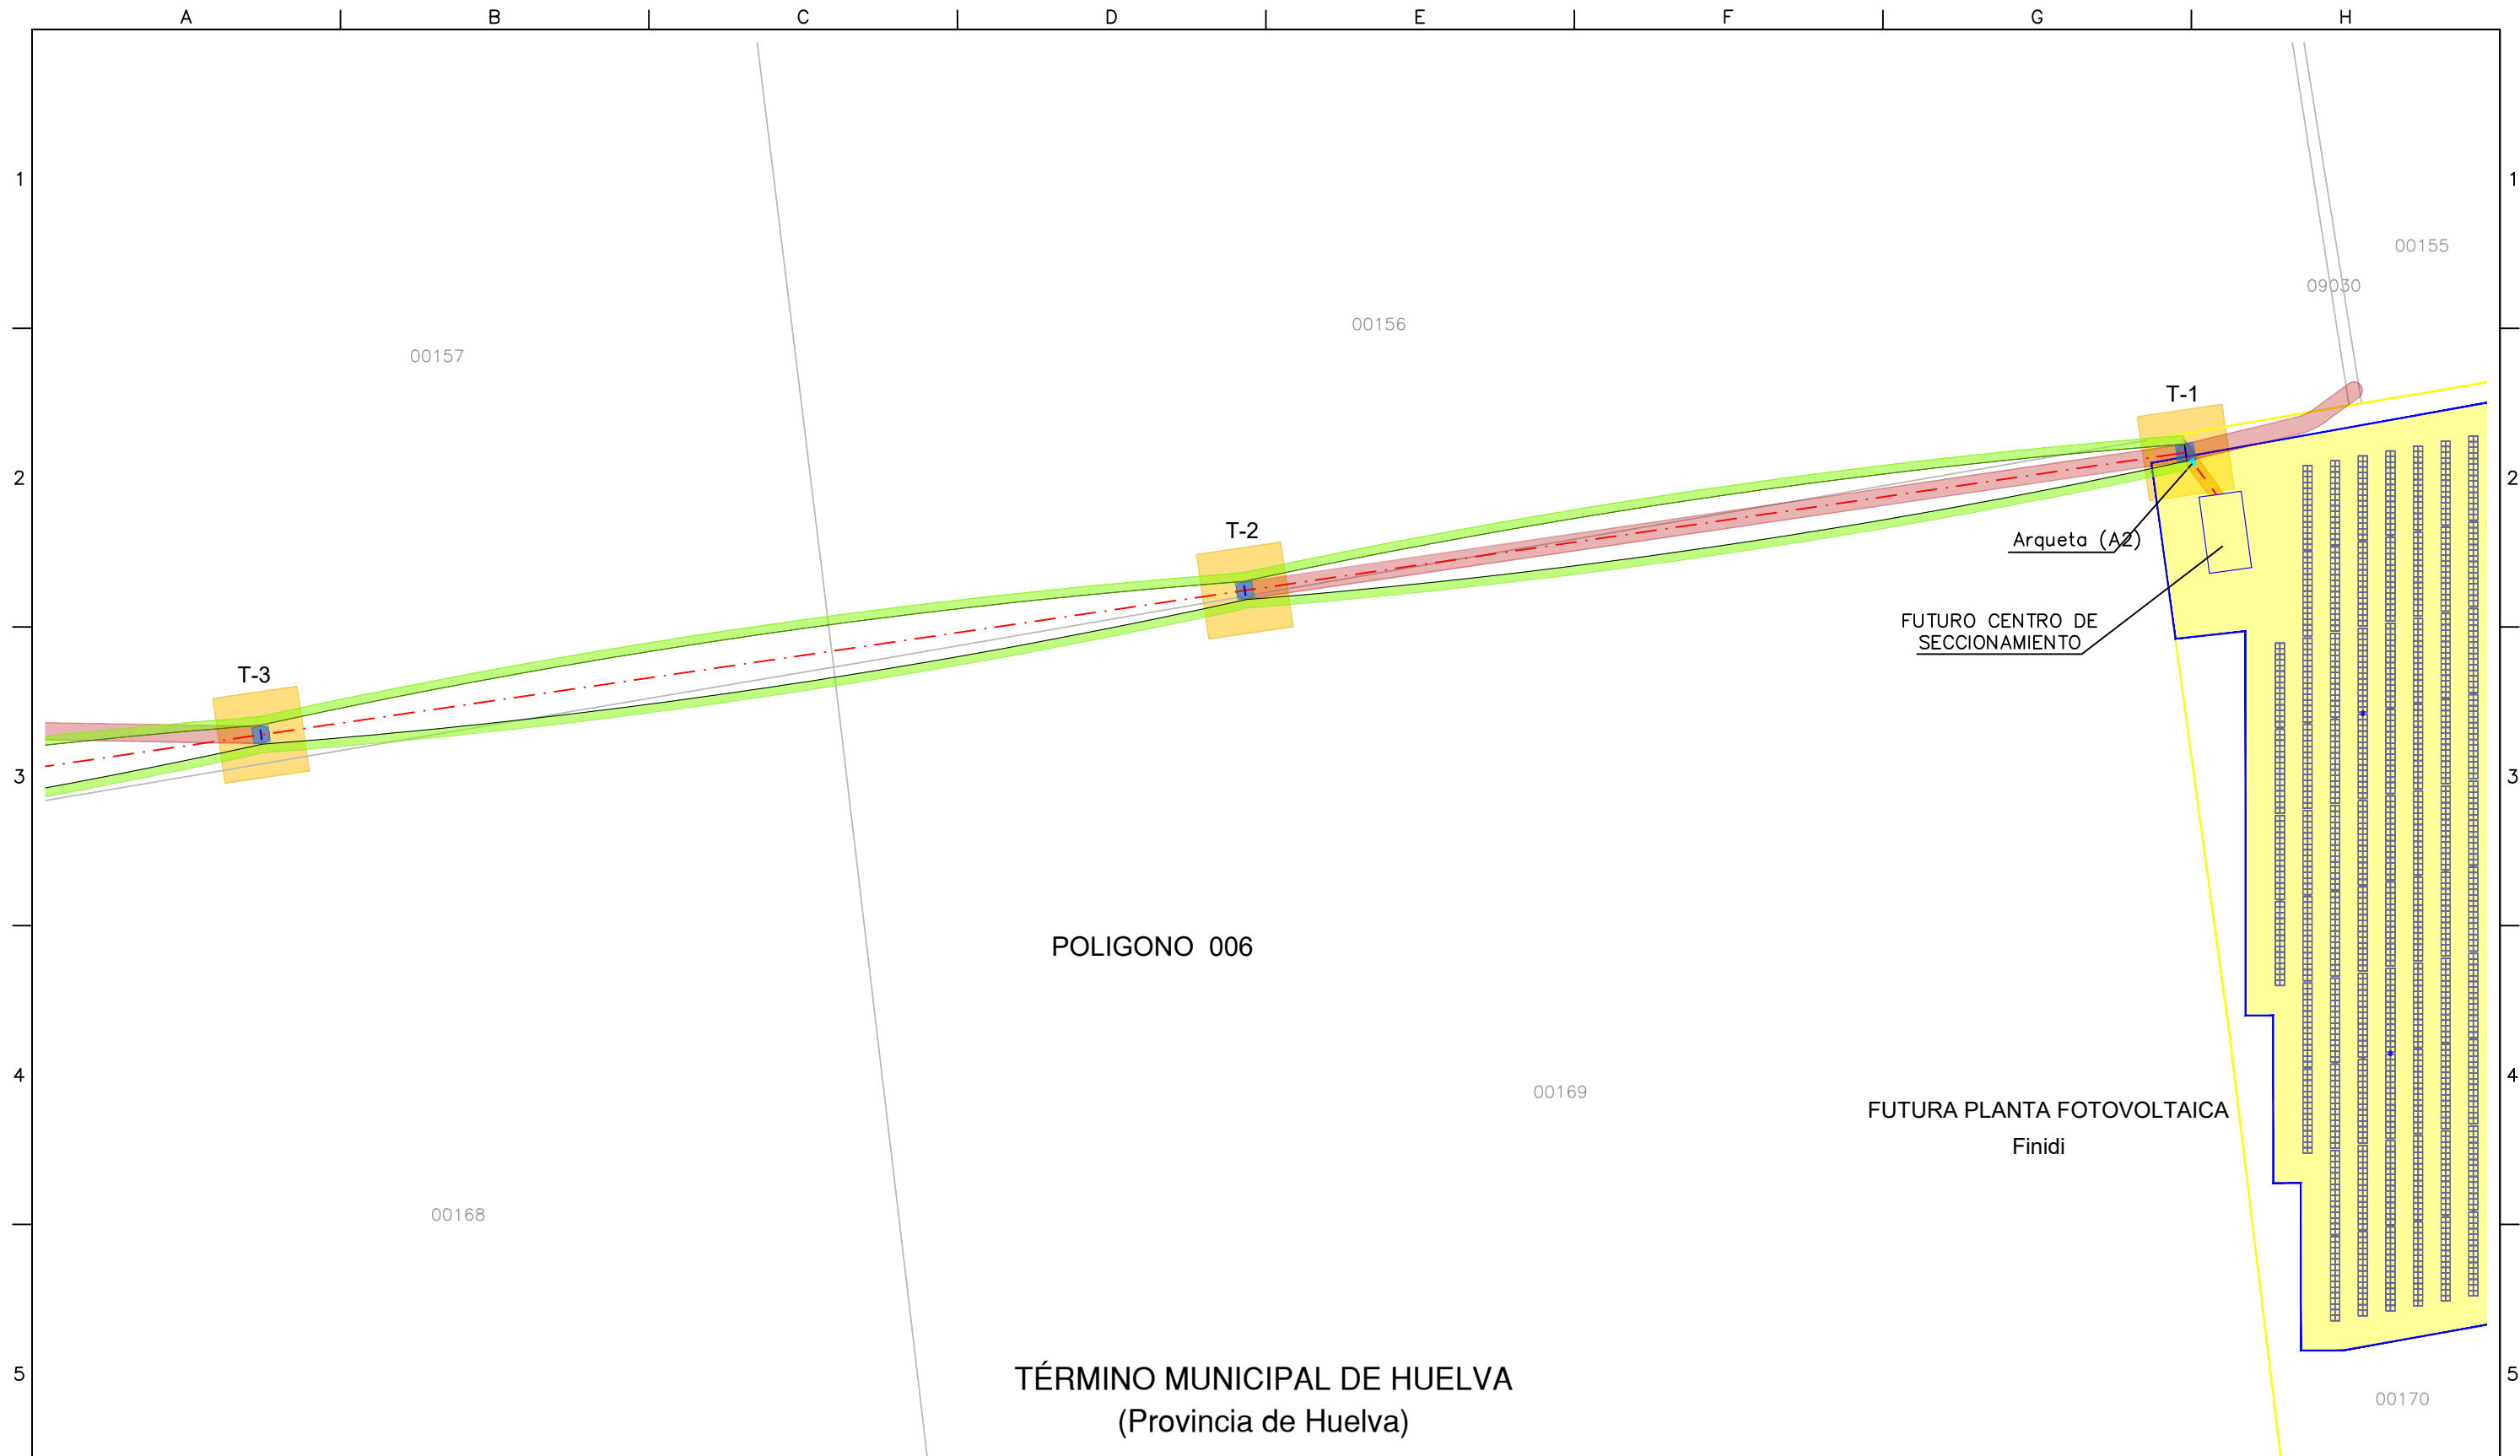 A B C D E F G H
1 1
00155
09030
00156
00157
T-1
2 2
T-2
Arqueta (A2)
FUTURO CENTRO DE
SECCIONAMIENTO
T-3
3 3
POLIGONO 006
4 4
00169
FUTURA PLANTA FOTOVOLTAICA
Finidi
00168
5 5
TÉRMINO MUNICIPAL DE HUELVA
(Provincia de Huelva)
00170